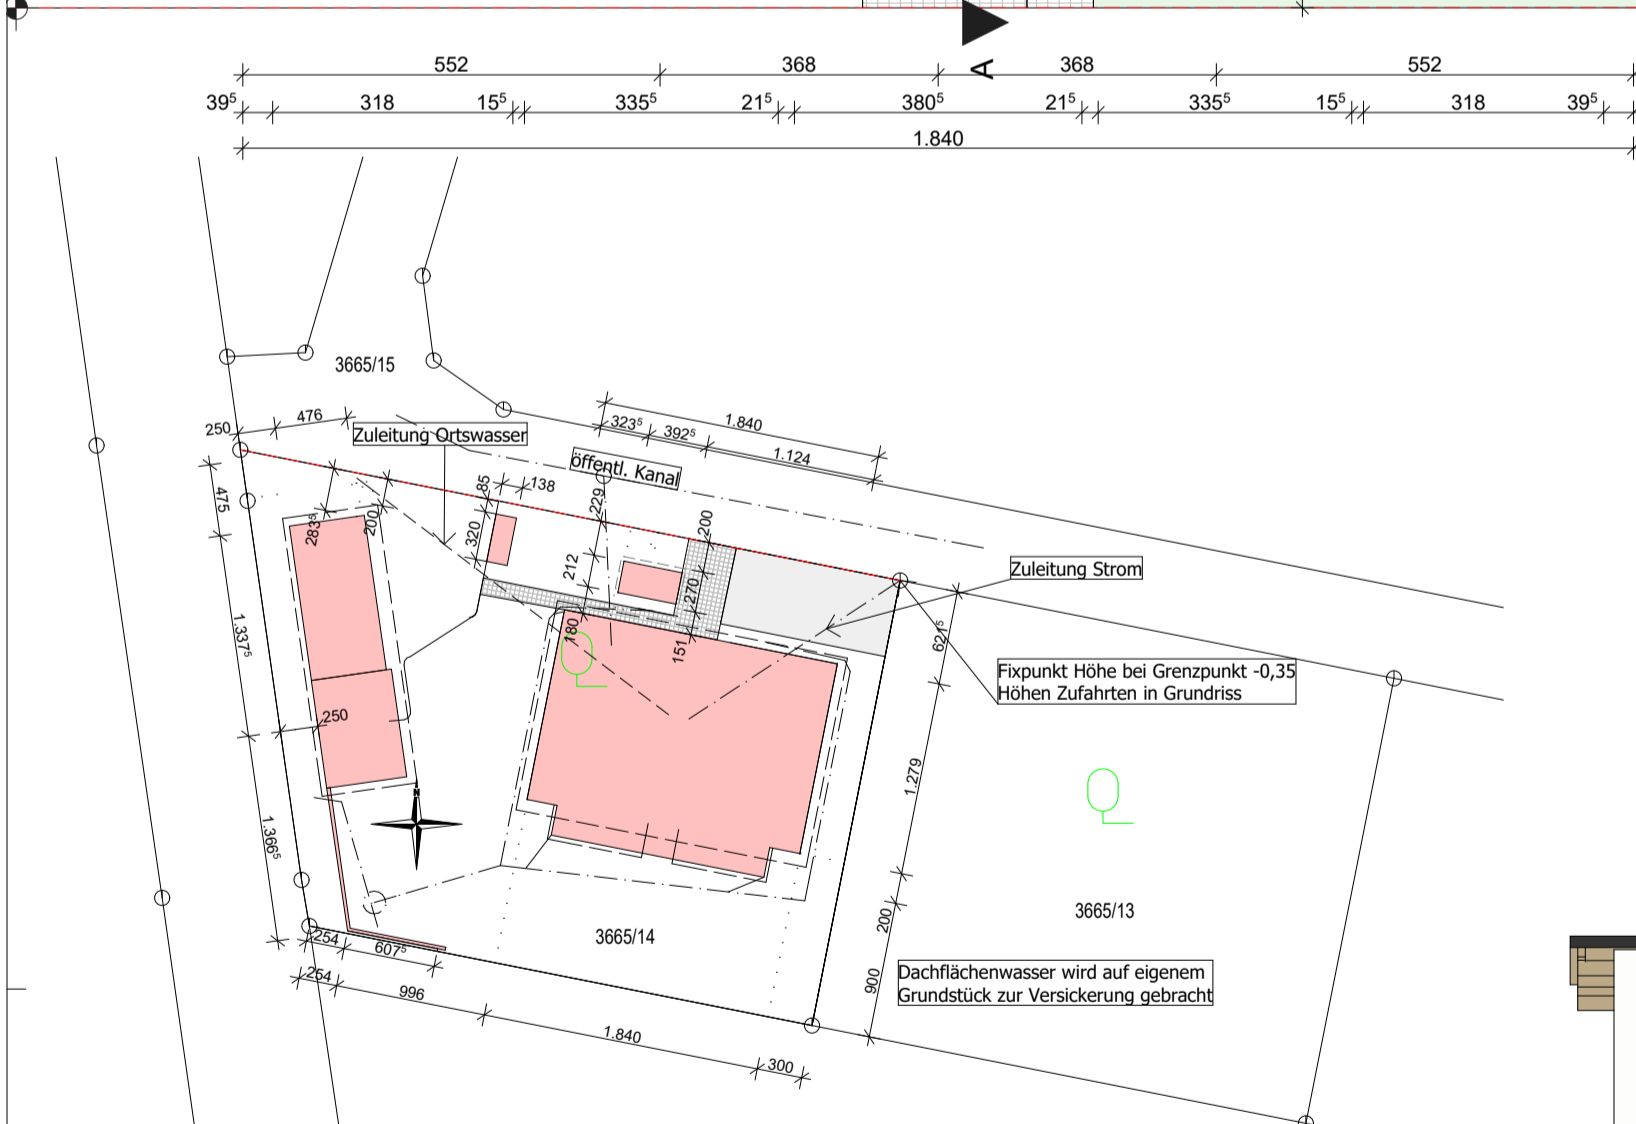 552 368 368 552
39⁵ 318 15⁵ 335⁵ 21⁵ 380⁵ 21⁵ 335⁵ 15⁵ 318 39⁵
1.840
A
3665/15
250 476
Zuleitung Ortswasser
öffentl. Kanal
1.840
323⁵ 392⁵ 1.124
475
1.337⁵
1.366⁵
283⁵
200
85
138
320
229
212
180
200
270
151
250
N
Zuleitung Strom
Fixpunkt Höhe bei Grenzpunkt -0,35
Höhen Zufahrten in Grundriss
621⁵
1.279
200
900
3665/13
3665/14
Dachflächenwasser wird auf eigenem
Grundstück zur Versickerung gebracht
254 607⁵
254 996 1.840 300